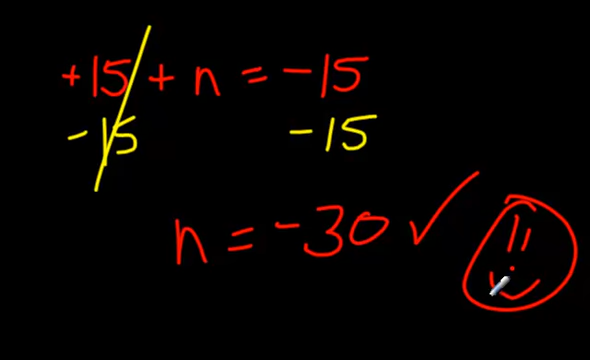 +15 + n = -15
-15 -15
n = -30 ✓